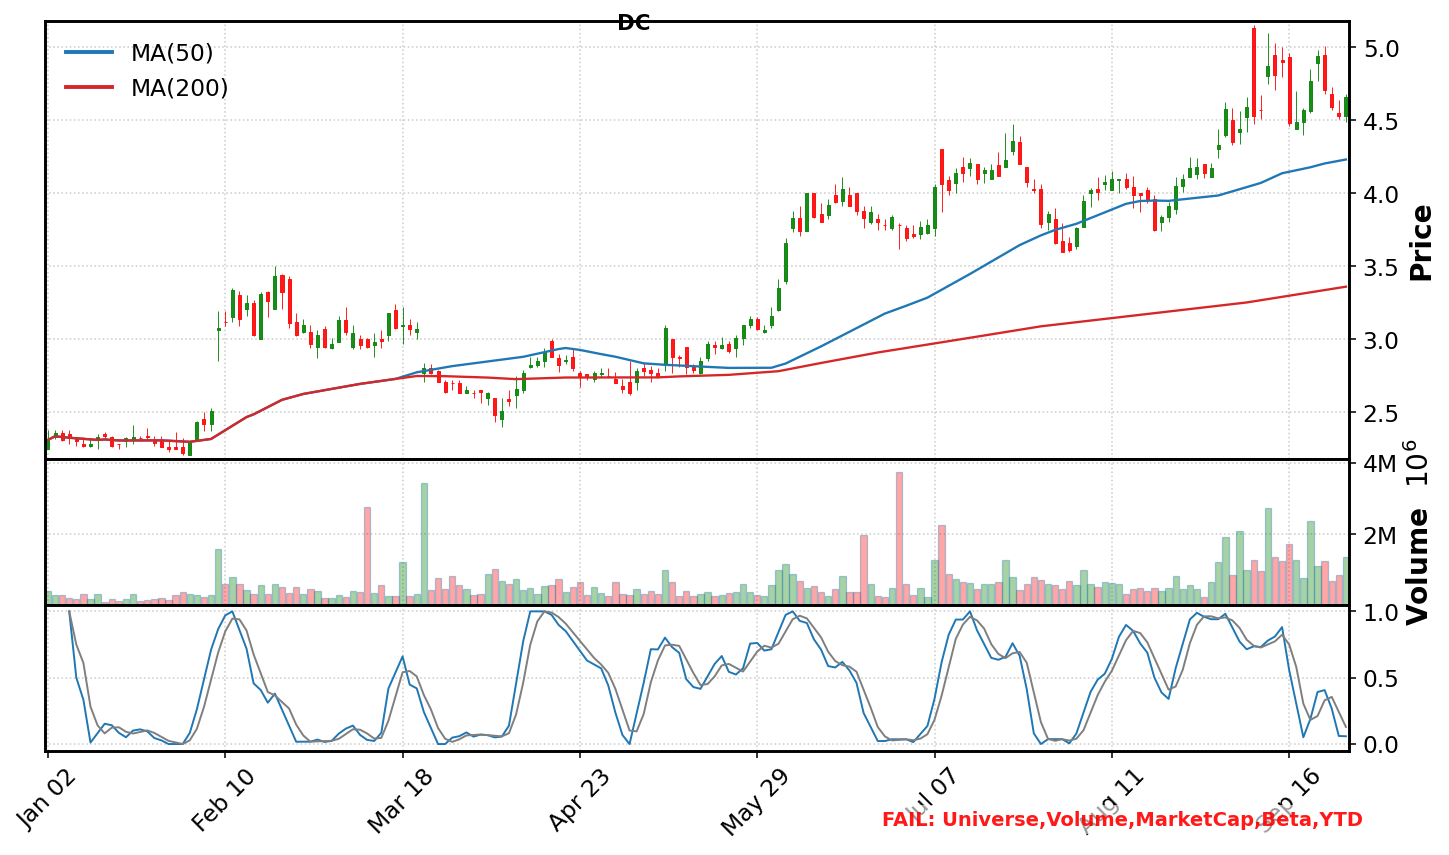 DC
MA(50)
MA(200)
5.0
4.5
4.0
3.5
3.0
2.5
Price
4M
2M
Volume 10^6
1.0
0.5
0.0
Jan 02
Feb 10
Mar 18
Apr 23
May 29
Jul 07
Aug 11
Sep 16
FAIL: Universe,Volume,MarketCap,Beta,YTD